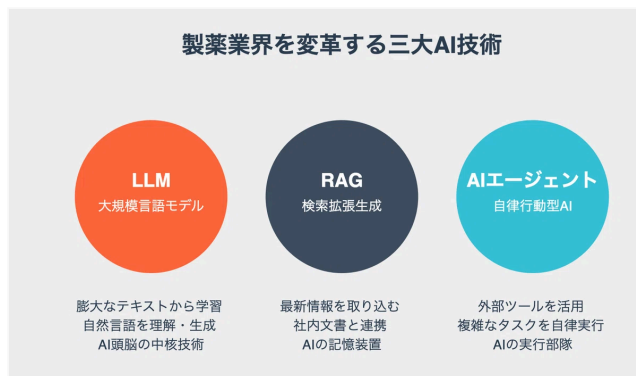 製薬業界を変革する三大AI技術
LLM
大規模言語モデル
RAG
検索拡張生成
AIエージェント
自律行動型AI
膨大なテキストから学習
自然言語を理解・生成
AI頭脳の中核技術
最新情報を取り込む
社内文書と連携
AIの記憶装置
外部ツールを活用
複雑なタスクを自律実行
AIの実行部隊